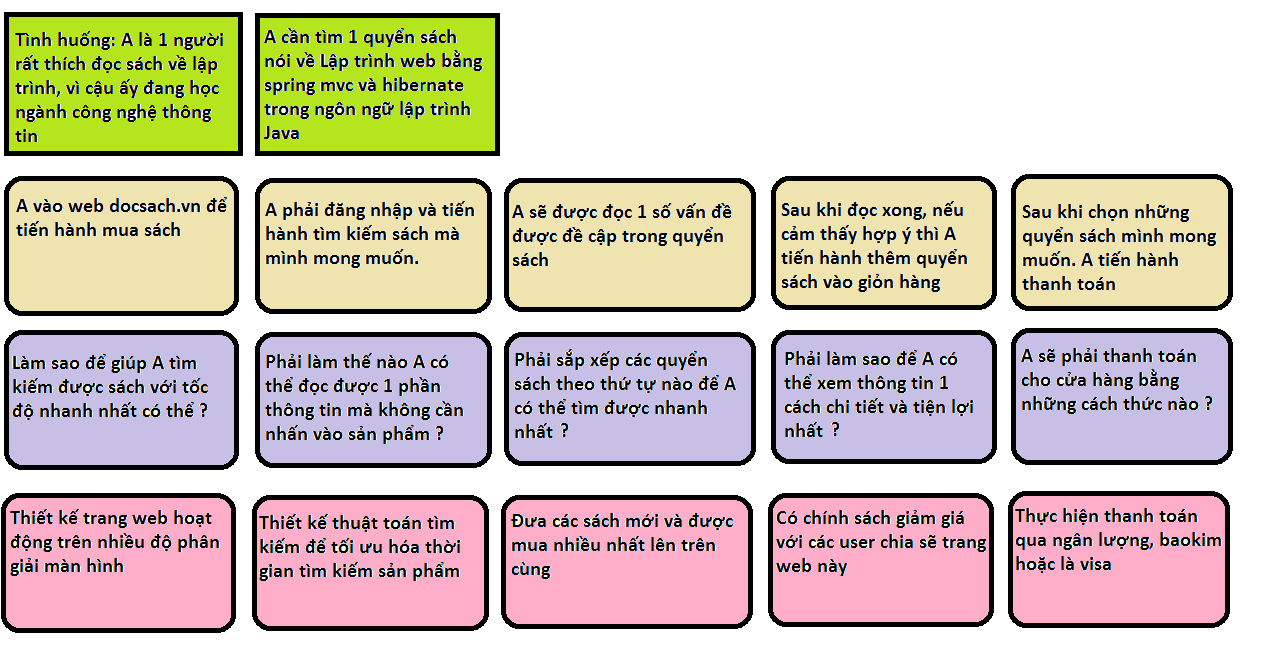 Tình huống: A là 1 người
rất thích đọc sách về lập
trình, vì cậu ấy đang học
ngành công nghệ thông
tin
A cần tìm 1 quyển sách
nói về Lập trình web bằng
spring mvc và hibernate
trong ngôn ngữ lập trình
Java
A vào web docsach.vn để
tiến hành mua sách
A phải đăng nhập và tiến
hành tìm kiếm sách mà
mình mong muốn.
A sẽ được đọc 1 số vấn đề
được đề cập trong quyển
sách
Sau khi đọc xong, nếu
cảm thấy hợp ý thì A
tiến hành thêm quyển
sách vào giỏn hàng
Sau khi chọn những
quyển sách mình mong
muốn. A tiến hành
thanh toán
Làm sao để giúp A tìm
kiếm được sách với tốc
độ nhanh nhất có thể ?
Phải làm thế nào A có
thể đọc được 1 phần
thông tin mà không cần
nhấn vào sản phẩm ?
Phải sắp xếp các quyển
sách theo thứ tự nào để A
có thể tìm được nhanh
nhất ?
Phải làm sao để A có
thể xem thông tin 1
cách chi tiết và tiện lợi
nhất ?
A sẽ phải thanh toán
cho cửa hàng bằng
những cách thức nào ?
Thiết kế trang web hoạt
động trên nhiều độ phân
giải màn hình
Thiết kế thuật toán tìm
kiếm để tối ưu hóa thời
gian tìm kiếm sản phẩm
Đưa các sách mới và được
mua nhiều nhất lên trên
cùng
Có chính sách giảm giá
với các user chia sẽ trang
web này
Thực hiện thanh toán
qua ngân lượng, baokim
hoặc là visa